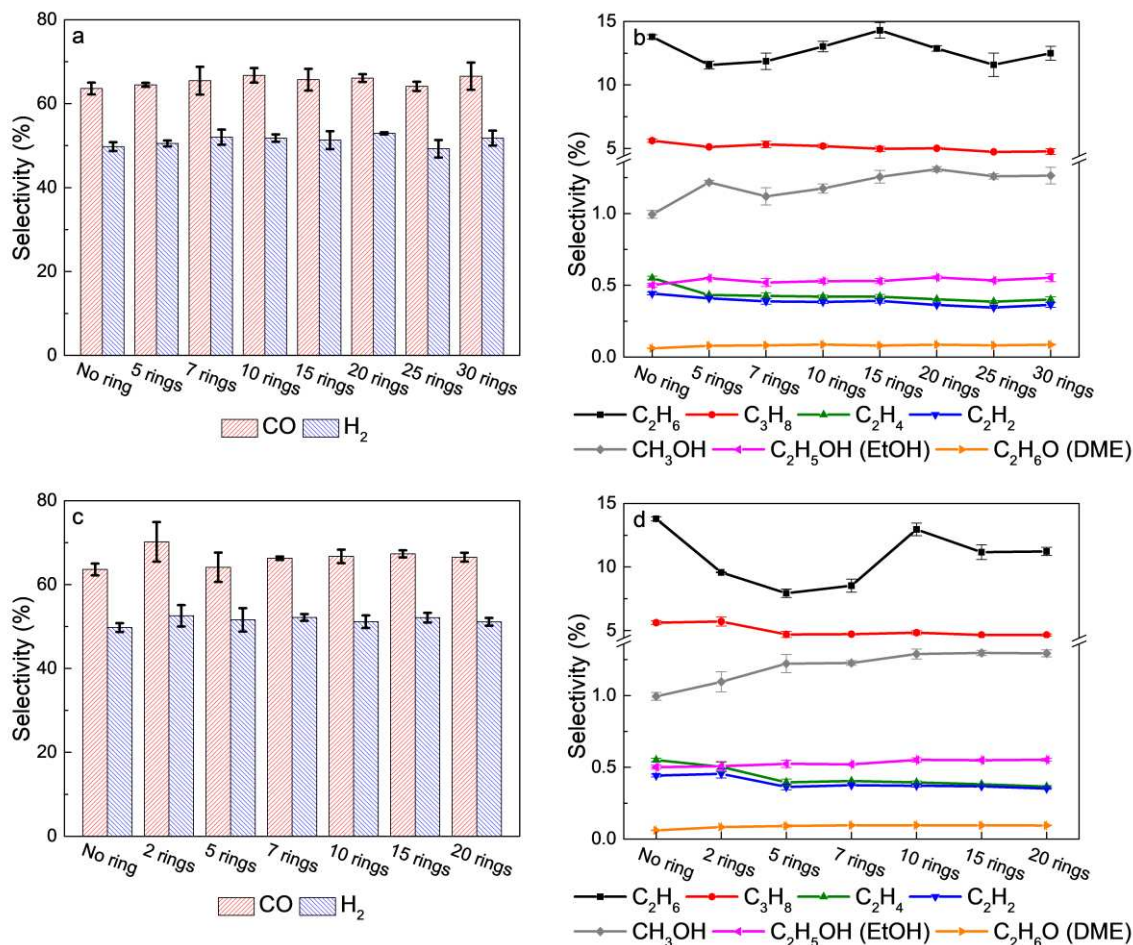 a
80
60
40
20
0
Selectivity (%)
No ring
5 rings
7 rings
10 rings
15 rings
20 rings
25 rings
30 rings
CO
H₂
b
15
10
5
1.0
0.5
0.0
Selectivity (%)
No ring
5 rings
7 rings
10 rings
15 rings
20 rings
25 rings
30 rings
C₂H₆
C₃H₈
C₂H₄
C₂H₂
CH₃OH
C₂H₅OH (EtOH)
C₂H₆O (DME)
c
80
60
40
20
0
Selectivity (%)
No ring
2 rings
5 rings
7 rings
10 rings
15 rings
20 rings
CO
H₂
d
15
10
5
1.0
0.5
0.0
Selectivity (%)
No ring
2 rings
5 rings
7 rings
10 rings
15 rings
20 rings
C₂H₆
C₃H₈
C₂H₄
C₂H₂
CH₃OH
C₂H₅OH (EtOH)
C₂H₆O (DME)